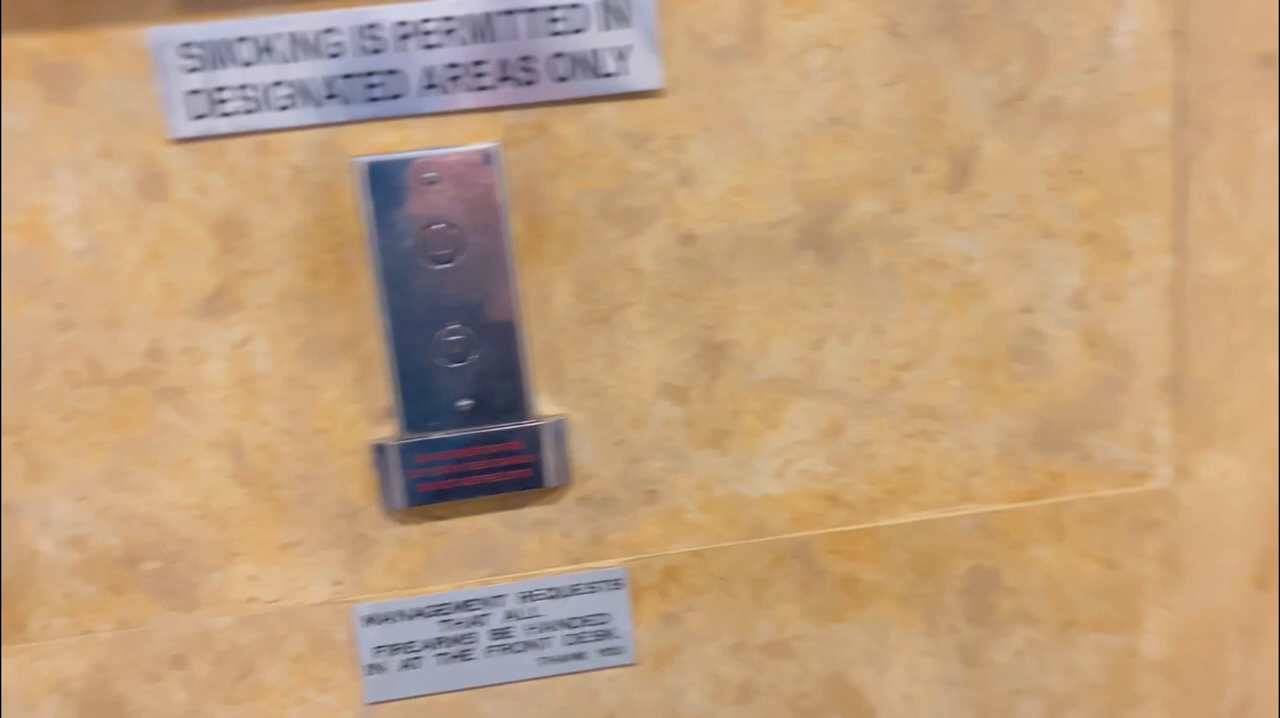 SMOKING IS PERMITTED IN
DESIGNATED AREAS ONLY
MANAGEMENT REQUESTS
THAT ALL
FIREARMS BE HANDED
IN AT THE FRONT DESK.
THANK YOU